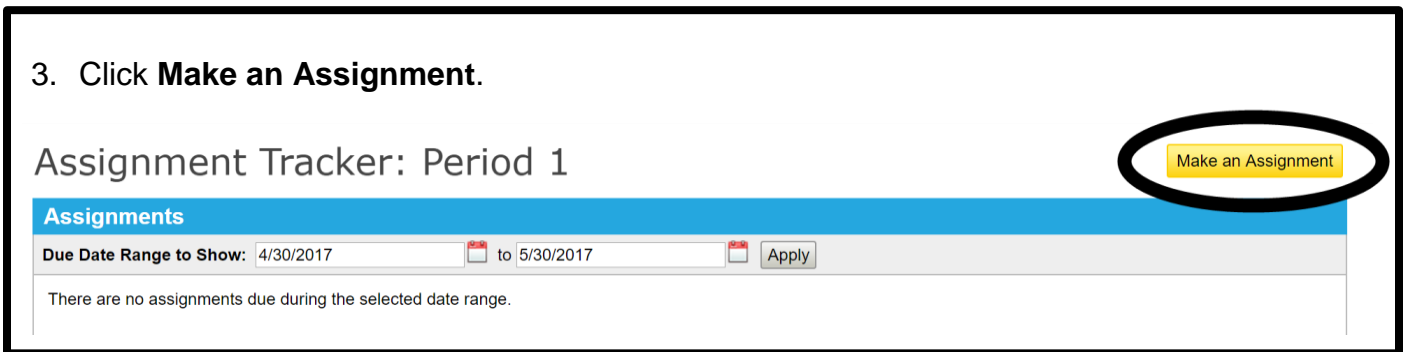 3. Click Make an Assignment.
Assignment Tracker: Period 1
Make an Assignment
Assignments
Due Date Range to Show: 4/30/2017 to 5/30/2017 Apply
There are no assignments due during the selected date range.